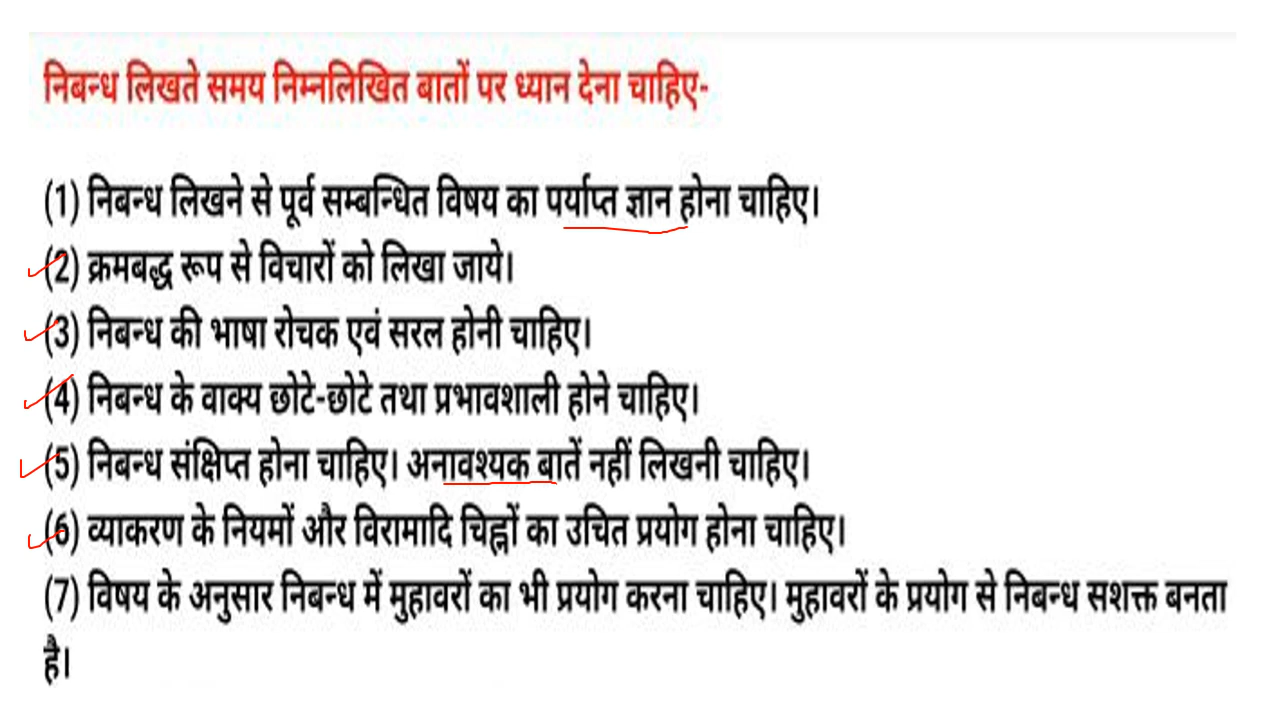 निबन्ध लिखते समय निम्नलिखित बातों पर ध्यान देना चाहिए-
(1) निबन्ध लिखने से पूर्व सम्बन्धित विषय का पर्याप्त ज्ञान होना चाहिए।
(2) क्रमबद्ध रूप से विचारों को लिखा जाये।
(3) निबन्ध की भाषा रोचक एवं सरल होनी चाहिए।
(4) निबन्ध के वाक्य छोटे-छोटे तथा प्रभावशाली होने चाहिए।
(5) निबन्ध संक्षिप्त होना चाहिए। अनावश्यक बातें नहीं लिखनी चाहिए।
(6) व्याकरण के नियमों और विरामादि चिह्नों का उचित प्रयोग होना चाहिए।
(7) विषय के अनुसार निबन्ध में मुहावरों का भी प्रयोग करना चाहिए। मुहावरों के प्रयोग से निबन्ध सशक्त बनता
है।